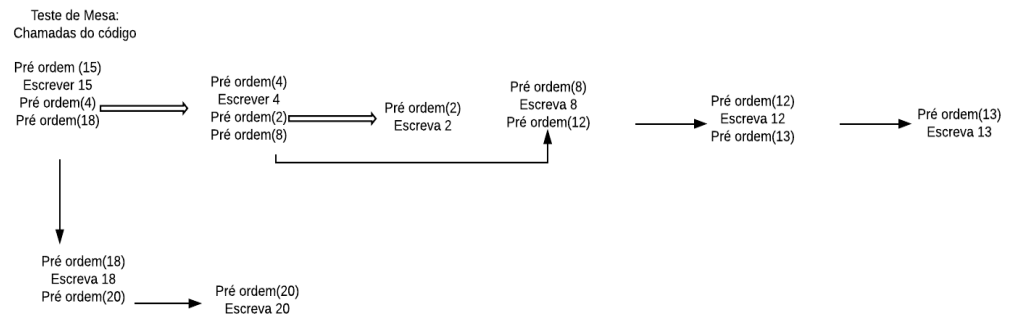 Teste de Mesa:
Chamadas do código
Pré ordem (15)
Escrever 15
Pré ordem(4)
Pré ordem(18)
Pré ordem(4)
Escrever 4
Pré ordem(2)
Pré ordem(8)
Pré ordem(2)
Escreva 2
Pré ordem(8)
Escreva 8
Pré ordem(12)
Pré ordem(12)
Escreva 12
Pré ordem(13)
Pré ordem(13)
Escreva 13
Pré ordem(18)
Escreva 18
Pré ordem(20)
Pré ordem(20)
Escreva 20